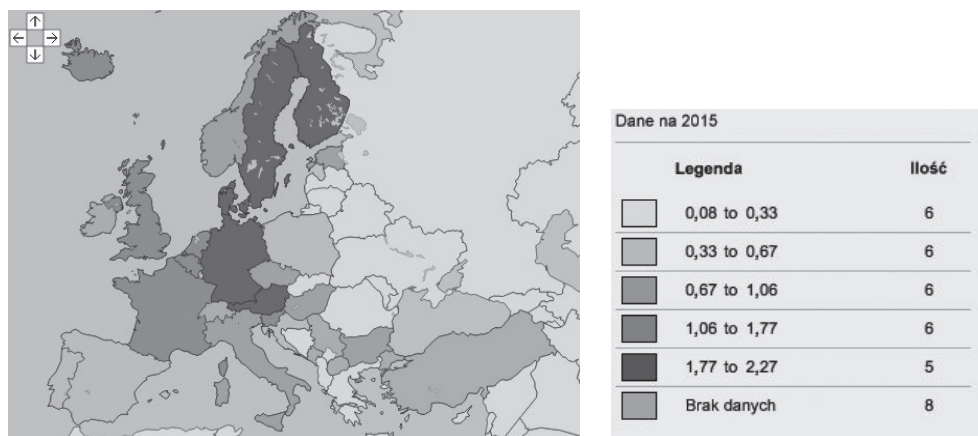 Dane na 2015
Legenda Ilość
0,08 to 0,33 6
0,33 to 0,67 6
0,67 to 1,06 6
1,06 to 1,77 6
1,77 to 2,27 5
Brak danych 8